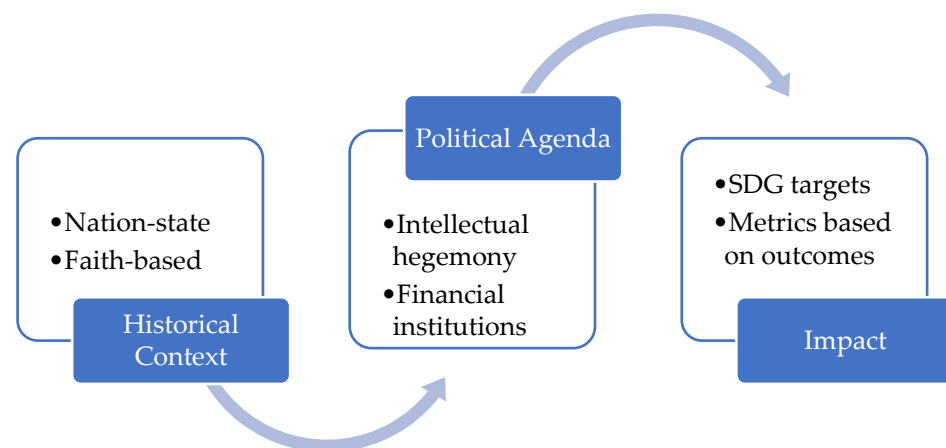 •Nation-state
•Faith-based
Historical
Context
Political Agenda
•Intellectual
hegemony
•Financial
institutions
•SDG targets
•Metrics based
on outcomes
Impact